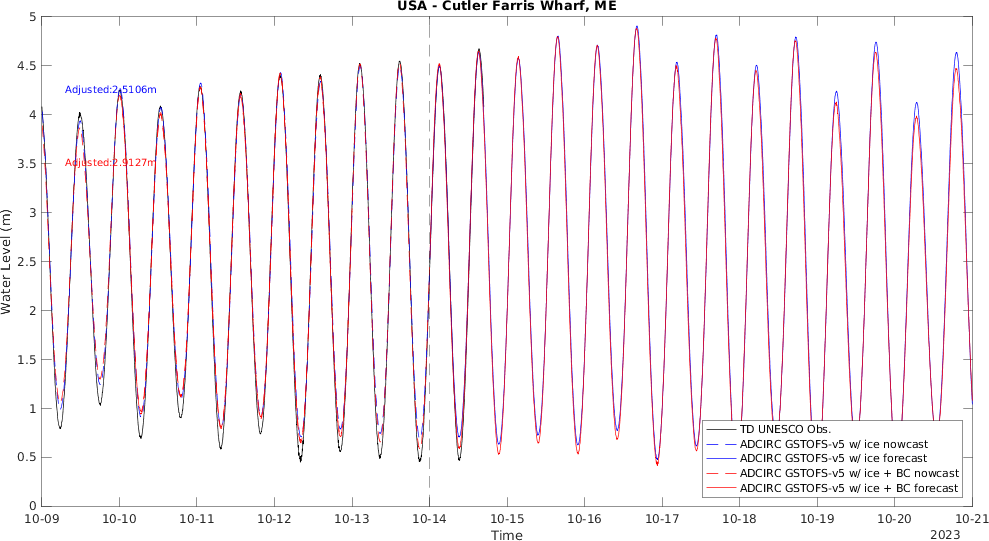 USA - Cutler Farris Wharf, ME
5
4.5
4
3.5
3
2.5
2
1.5
1
0.5
0
Water Level (m)
Adjusted:2.5106m
Adjusted:2.9127m
TD UNESCO Obs.
ADCIRC GSTOFS-v5 w/ ice nowcast
ADCIRC GSTOFS-v5 w/ ice forecast
ADCIRC GSTOFS-v5 w/ ice + BC nowcast
ADCIRC GSTOFS-v5 w/ ice + BC forecast
10-09 10-10 10-11 10-12 10-13 10-14 10-15 10-16 10-17 10-18 10-19 10-20 10-21
Time
2023